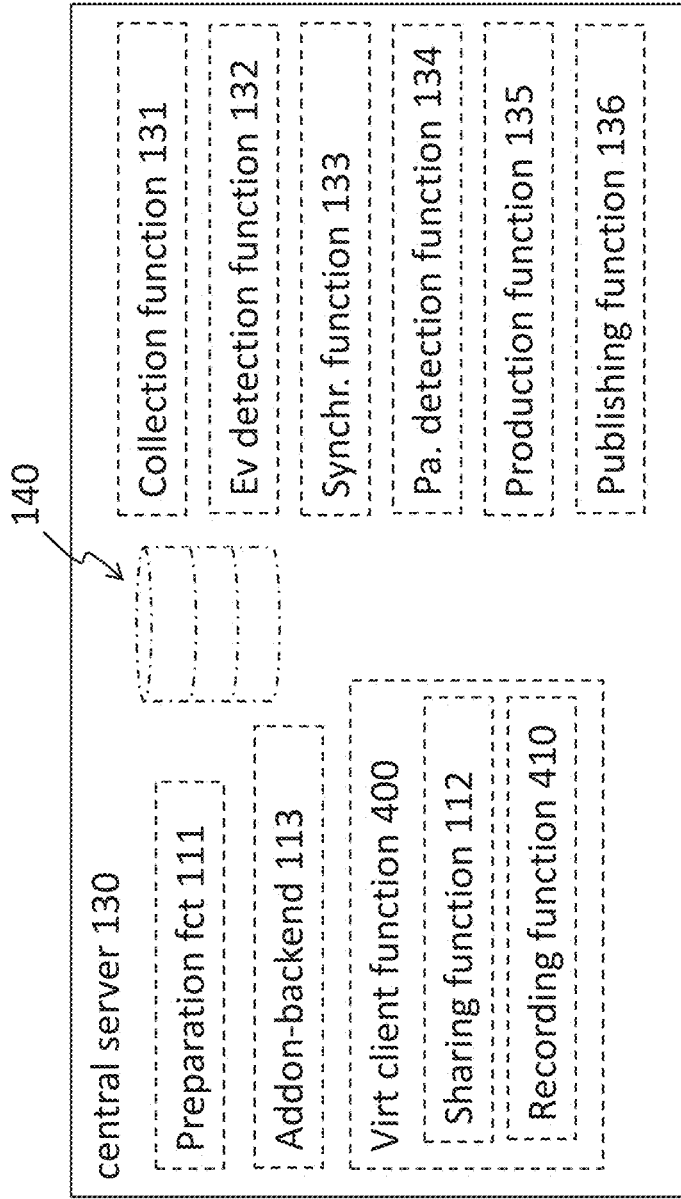 140
central server 130
Preparation fct 111
Addon-backend 113
Virt client function 400
Sharing function 112
Recording function 410
Collection function 131
Ev detection function 132
Synchr. function 133
Pa. detection function 134
Production function 135
Publishing function 136